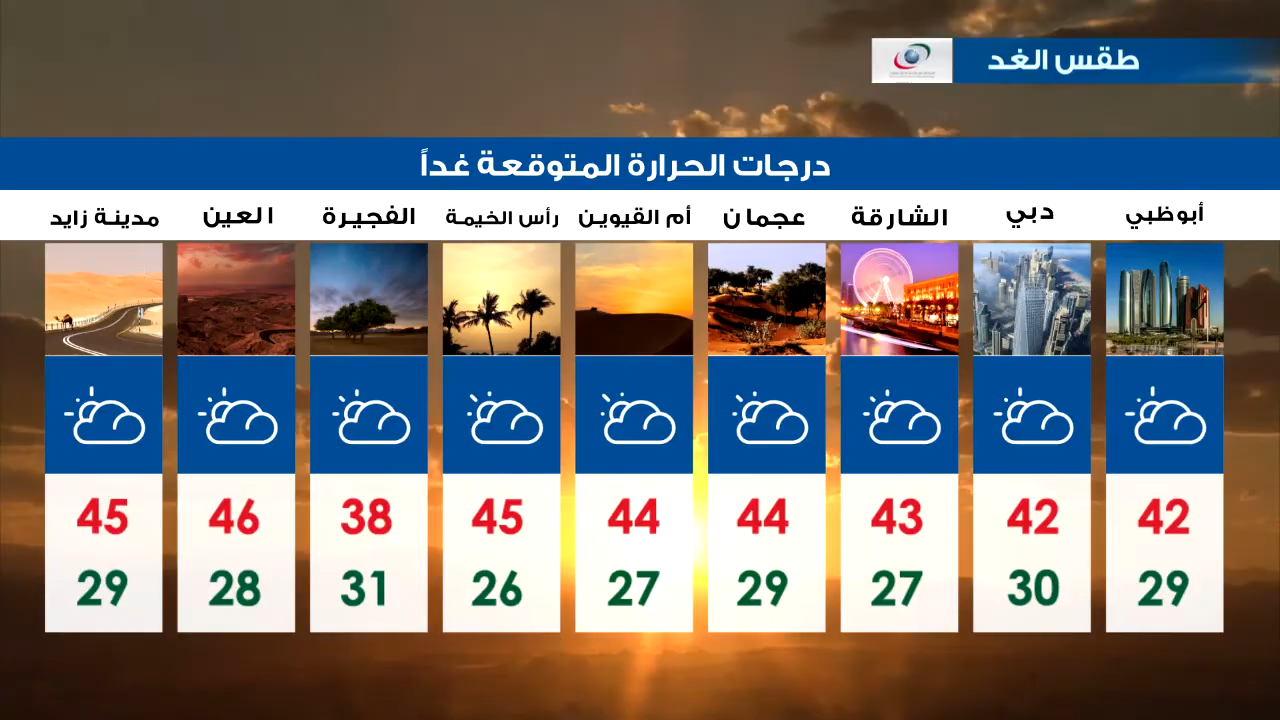 طقس الغد
درجات الحرارة المتوقعة غداً
أبوظبي دبي الشارقة عجمان أم القيوين رأس الخيمة الفجيرة العين مدينة زايد
42 42 43 44 44 45 38 46 45
29 30 27 29 27 26 31 28 29